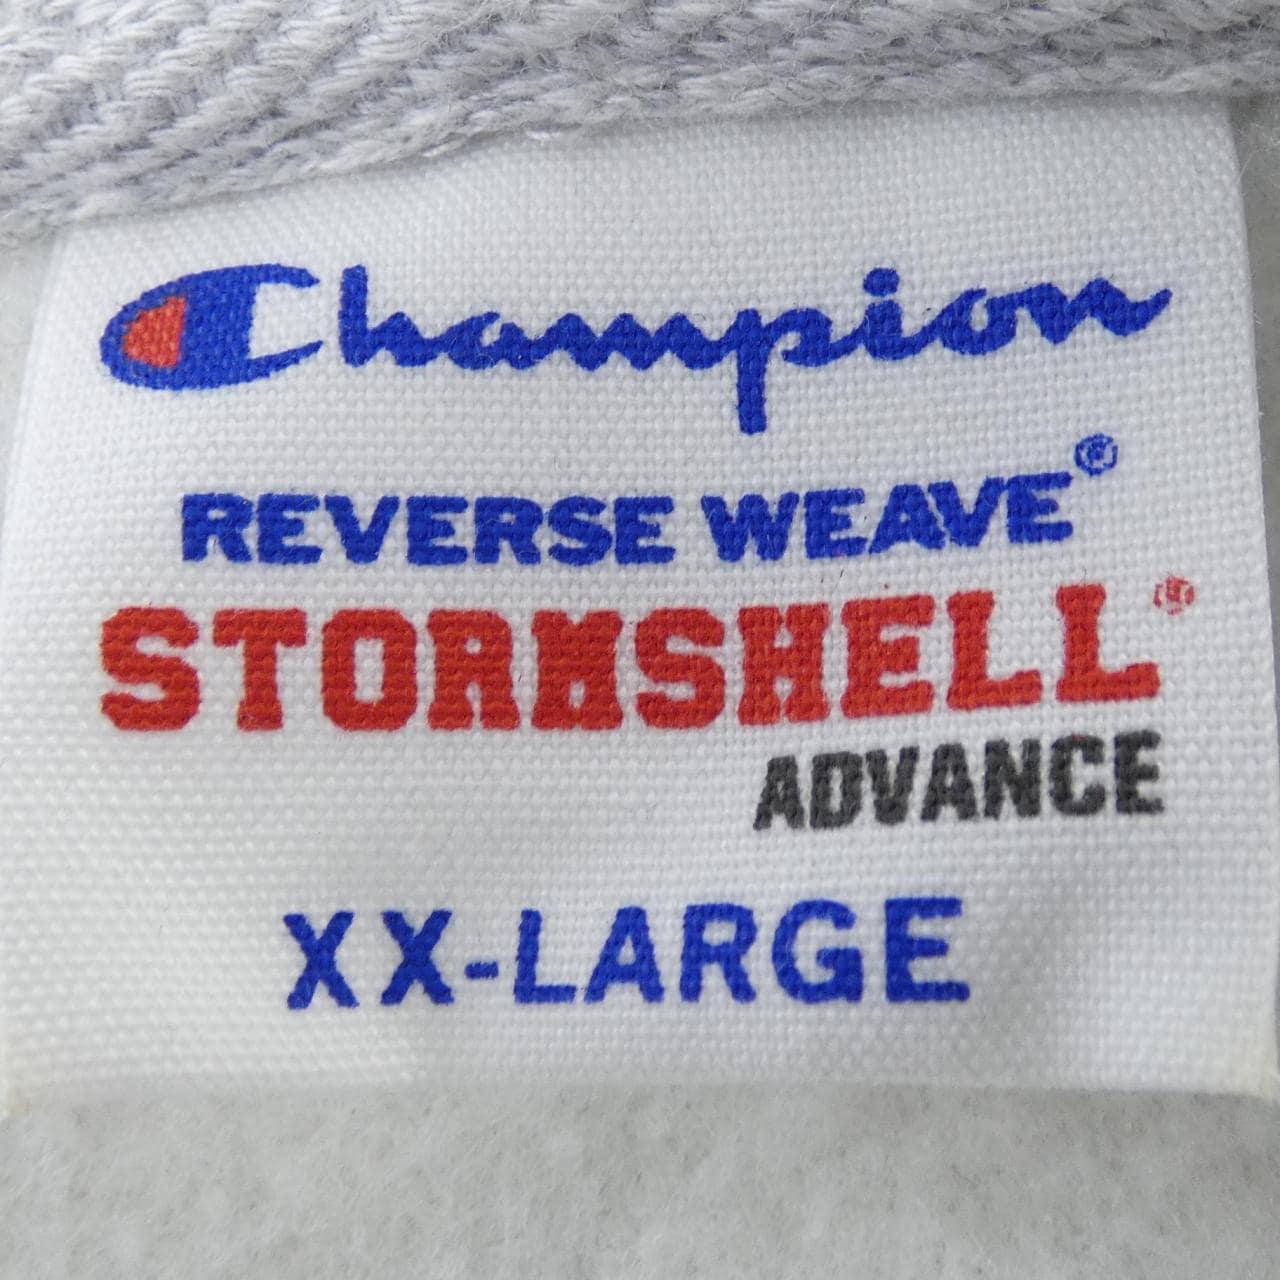 Champion
REVERSE WEAVE®
STORMSHELL®
ADVANCE
XX-LARGE